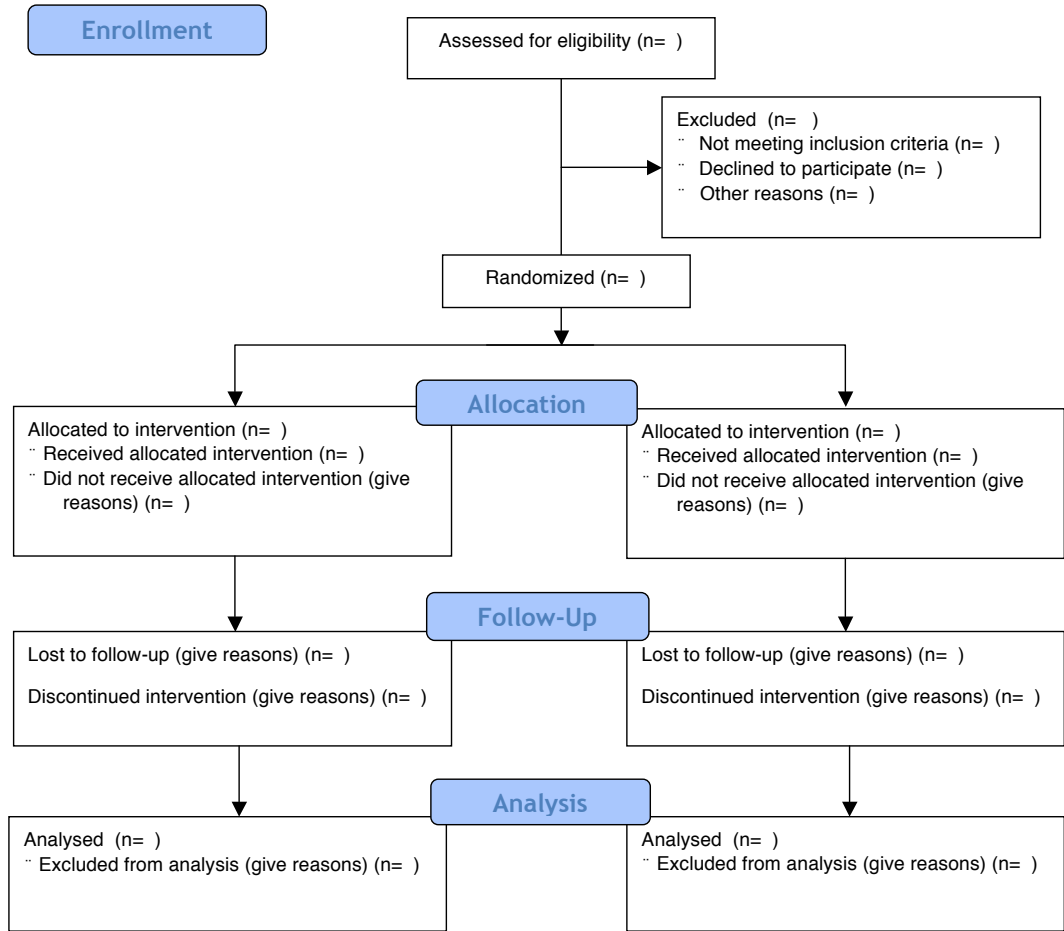 Enrollment
Assessed for eligibility (n=  )
Excluded  (n=   )
¨ Not meeting inclusion criteria (n=  )
¨ Declined to participate (n=  )
¨ Other reasons (n=  )
Randomized (n=  )
Allocation
Allocated to intervention (n=  )
¨ Received allocated intervention (n=  )
¨ Did not receive allocated intervention (give
reasons) (n=  )
Allocated to intervention (n=  )
¨ Received allocated intervention (n=  )
¨ Did not receive allocated intervention (give
reasons) (n=  )
Follow-Up
Lost to follow-up (give reasons) (n=  )
Discontinued intervention (give reasons) (n=  )
Lost to follow-up (give reasons) (n=  )
Discontinued intervention (give reasons) (n=  )
Analysis
Analysed  (n=  )
¨ Excluded from analysis (give reasons) (n=  )
Analysed  (n=  )
¨ Excluded from analysis (give reasons) (n=  )